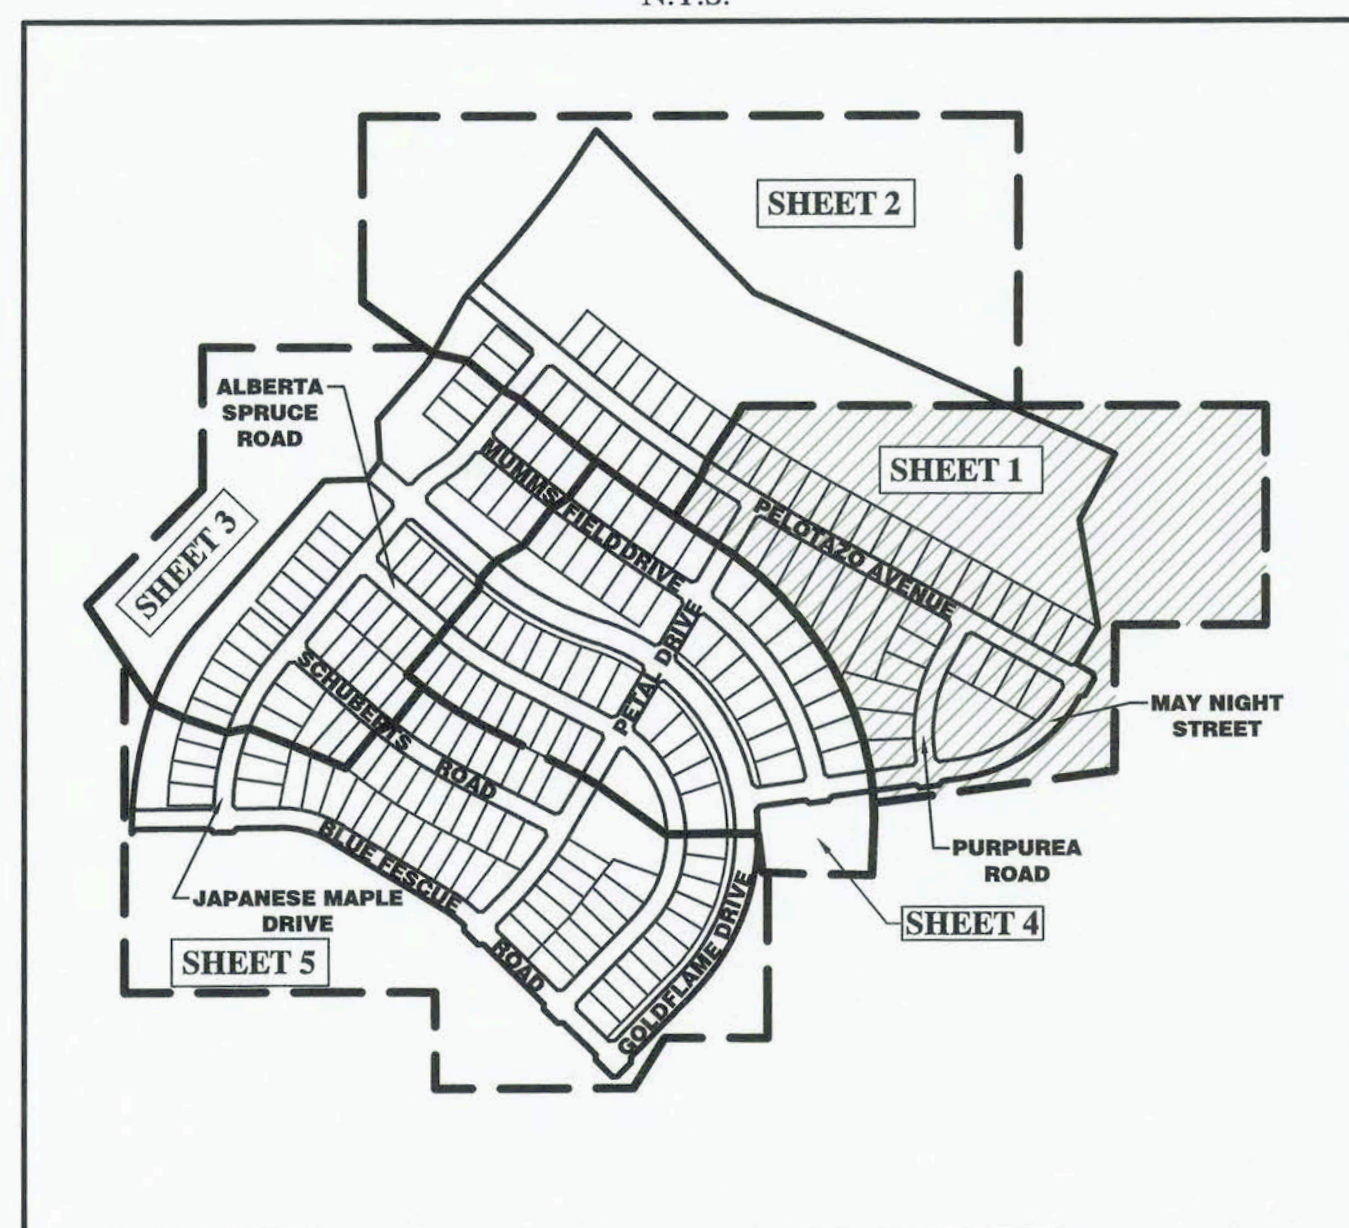 N.T.S.
SHEET 2
ALBERTA
SPRUCE
ROAD
SHEET 1
MUMMS FIELD DRIVE
PELOTAZO AVENUE
SHEET 3
PETAL DRIVE
SCHUBERTS ROAD
MAY NIGHT
STREET
BLUE FESCUE ROAD
PURPUREA
ROAD
JAPANESE MAPLE
DRIVE
GOLDFLAME DRIVE
SHEET 4
SHEET 5